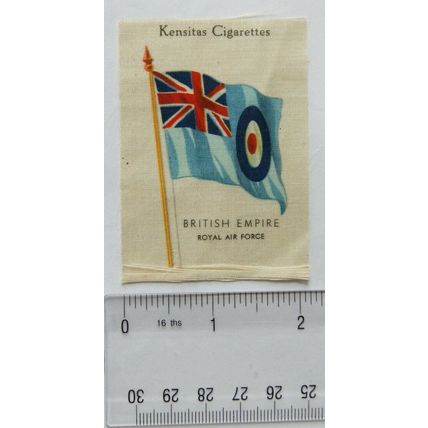 Kensitas Cigarettes
BRITISH EMPIRE
ROYAL AIR FORCE
0 16 ths 1 2
30 29 28 27 26 25